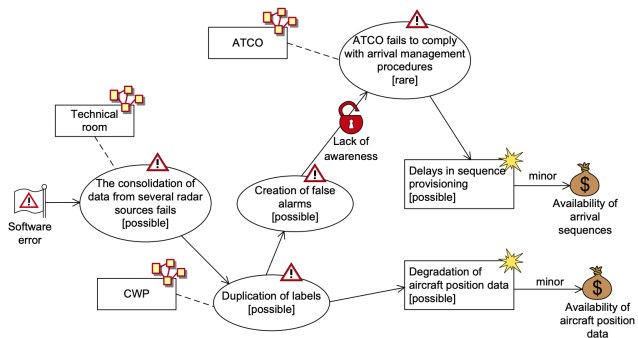 ATCO
ATCO fails to comply
with arrival management
procedures
[rare]
Technical
room
Lack of
awareness
The consolidation of
data from several radar
sources fails
[possible]
Creation of false
alarms
[possible]
Delays in sequence
provisioning
[possible]
minor
$
Availability of
arrival
sequences
Software
error
CWP
Duplication of labels
[possible]
Degradation of
aircraft position data
[possible]
minor
$
Availability of
aircraft position
data